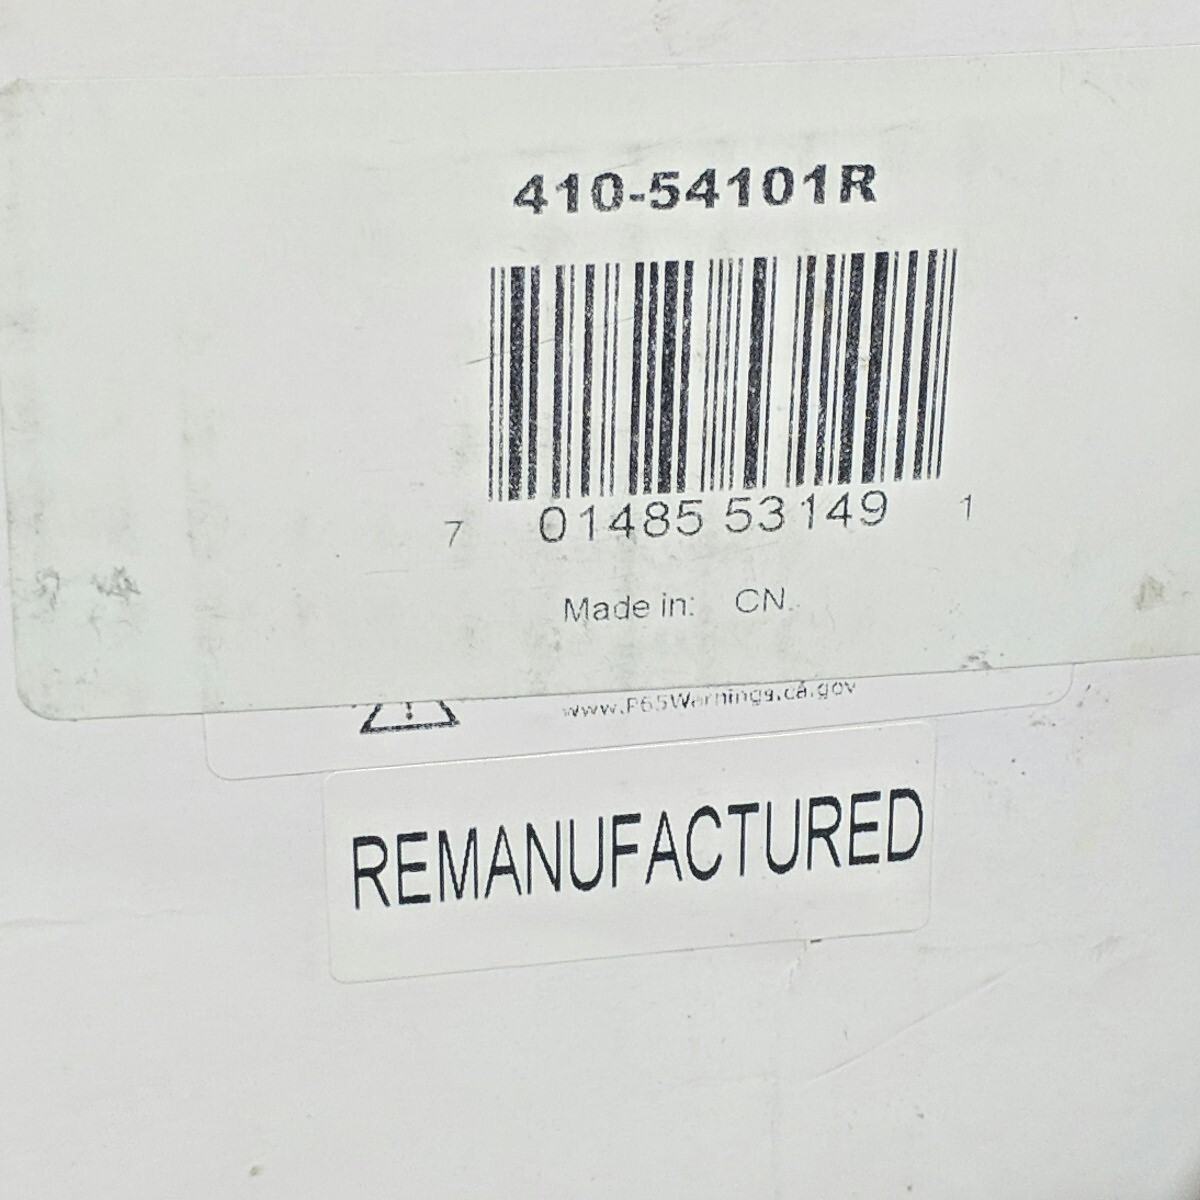 410-54101R
7 01485 53149 1
Made in: CN.
www.P65Warnings.ca.gov
REMANUFACTURED